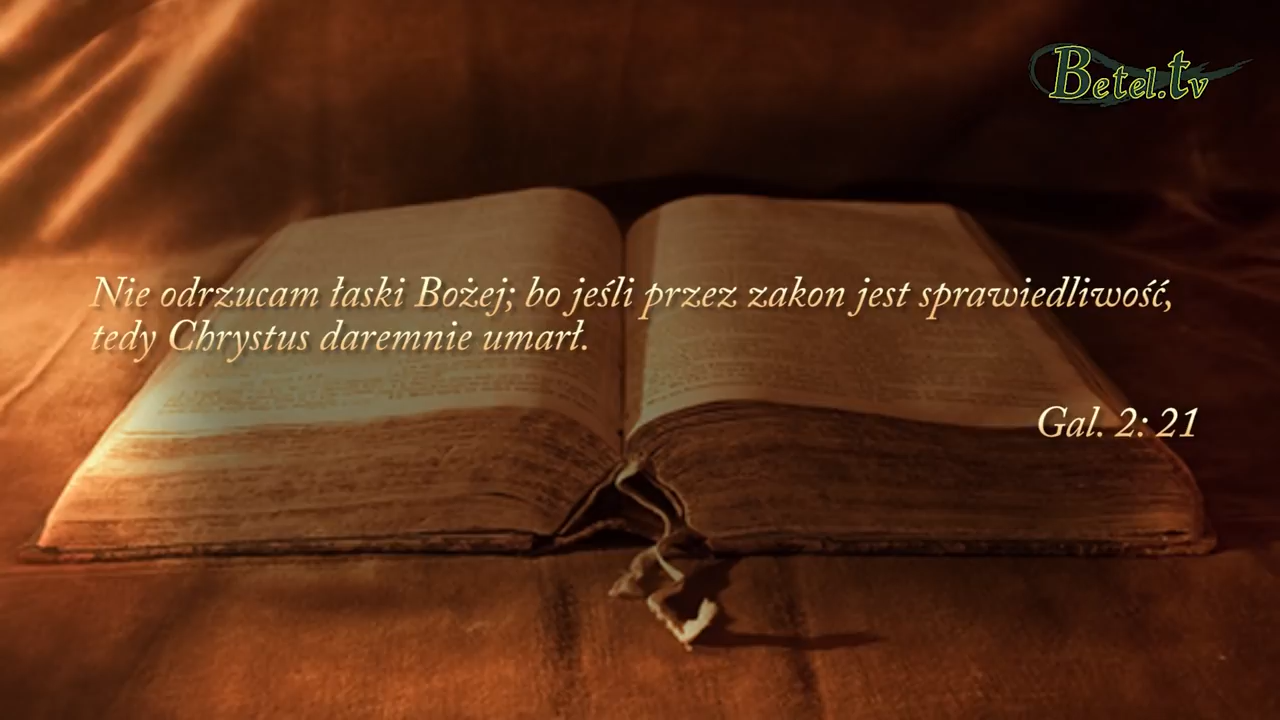 Betel.tv
Nie odrzucam łaski Bożej; bo jeśli przez zakon jest sprawiedliwość,
tedy Chrystus daremnie umarł.
Gal. 2: 21